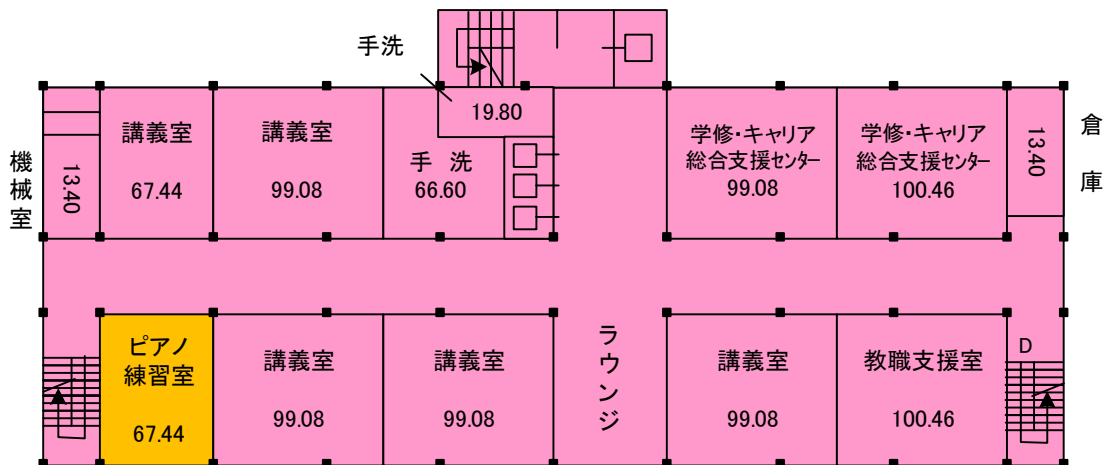 手洗
19.80
機械室
13.40
講義室
67.44
講義室
99.08
手 洗
66.60
学修・キャリア
総合支援センター
99.08
学修・キャリア
総合支援センター
100.46
13.40
倉庫
ピアノ
練習室
67.44
講義室
99.08
講義室
99.08
ラウンジ
講義室
99.08
教職支援室
100.46
D